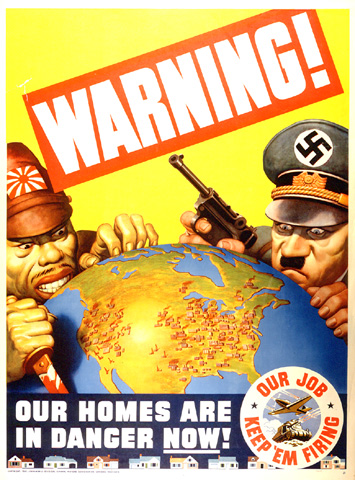 WARNING!
OUR HOMES ARE
IN DANGER NOW!
OUR JOB
KEEP 'EM FIRING